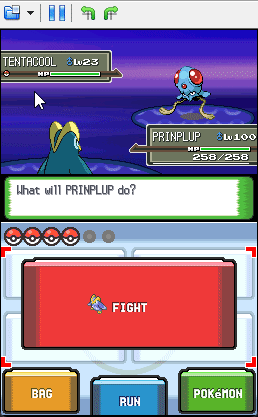 TENTACOOL ♂Lv23
HP
PRINPLUP ♂Lv100
HP
258/258
What will PRINPLUP do?
FIGHT
BAG
RUN
POKéMON